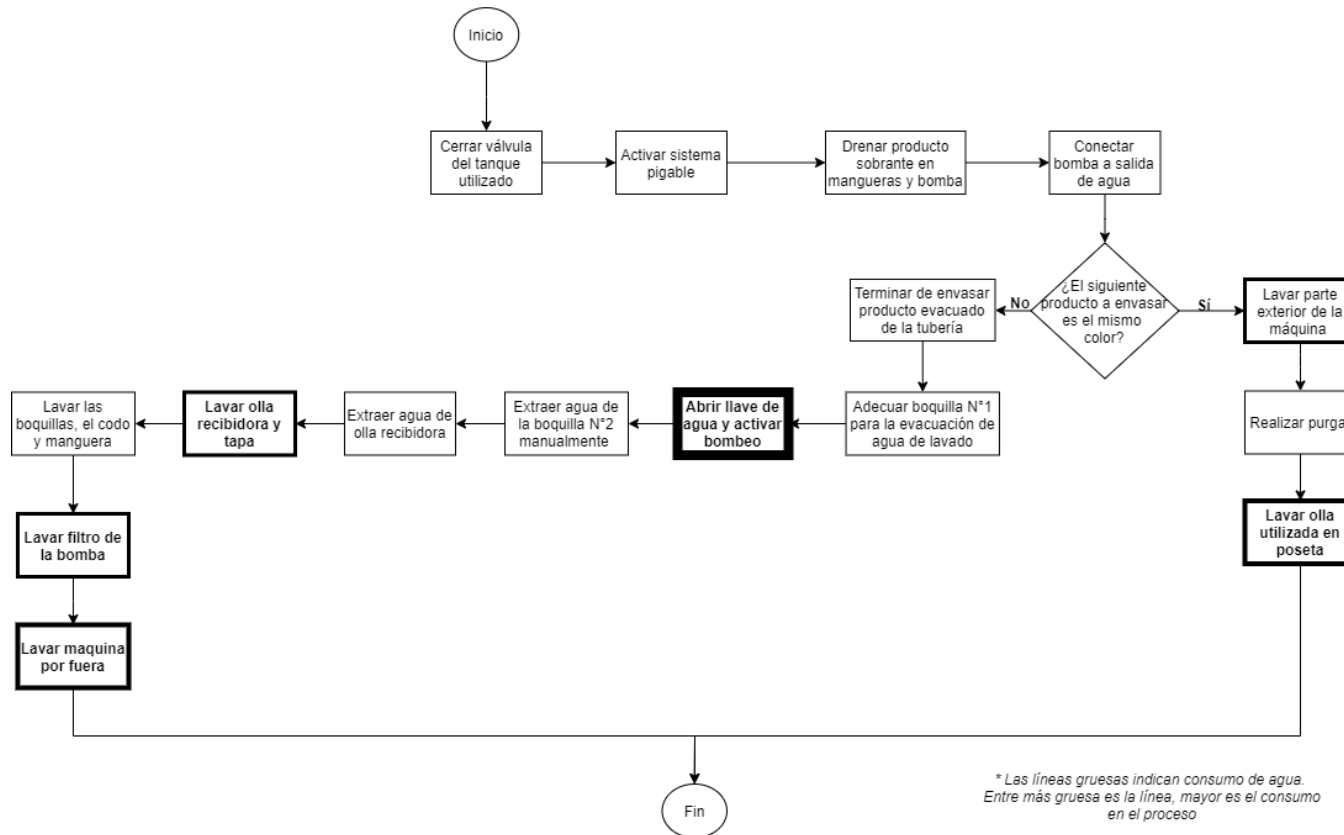 Inicio
Cerrar válvula
del tanque
utilizado
Activar sistema
pigable
Drenar producto
sobrante en
mangueras y bomba
Conectar
bomba a salida
de agua
¿El siguiente
producto a envasar
es el mismo
color?
No
Sí
Terminar de envasar
producto evacuado
de la tubería
Lavar parte
exterior de la
máquina
Lavar las
boquillas, el codo
y manguera
Lavar olla
recibidora y
tapa
Extraer agua de
olla recibidora
Extraer agua de
la boquilla N°2
manualmente
Abrir llave de
agua y activar
bombeo
Adecuar boquilla N°1
para la evacuación de
agua de lavado
Realizar purga
Lavar filtro de
la bomba
Lavar olla
utilizada en
poseta
Lavar maquina
por fuera
Fin
* Las líneas gruesas indican consumo de agua.
Entre más gruesa es la línea, mayor es el consumo
en el proceso